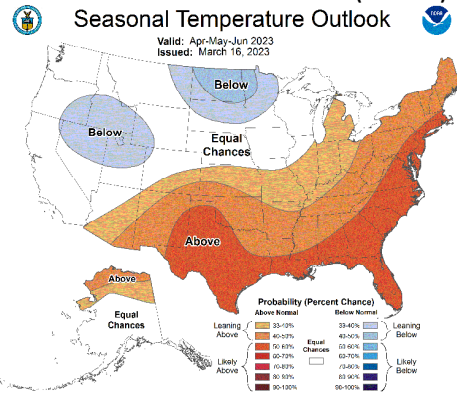 Seasonal Temperature Outlook
Valid: Apr-May-Jun 2023
Issued: March 16, 2023
NOAA
Below
Below
Equal
Chances
Above
Above
Equal
Chances
Probability (Percent Chance)
Above Normal
Below Normal
Leaning
Above
33-40%
40-50%
50-60%
Likely
Above
60-70%
70-80%
80-90%
90-100%
Equal
Chances
33-40%
40-50%
50-60%
Leaning
Below
60-70%
70-80%
80-90%
90-100%
Likely
Below